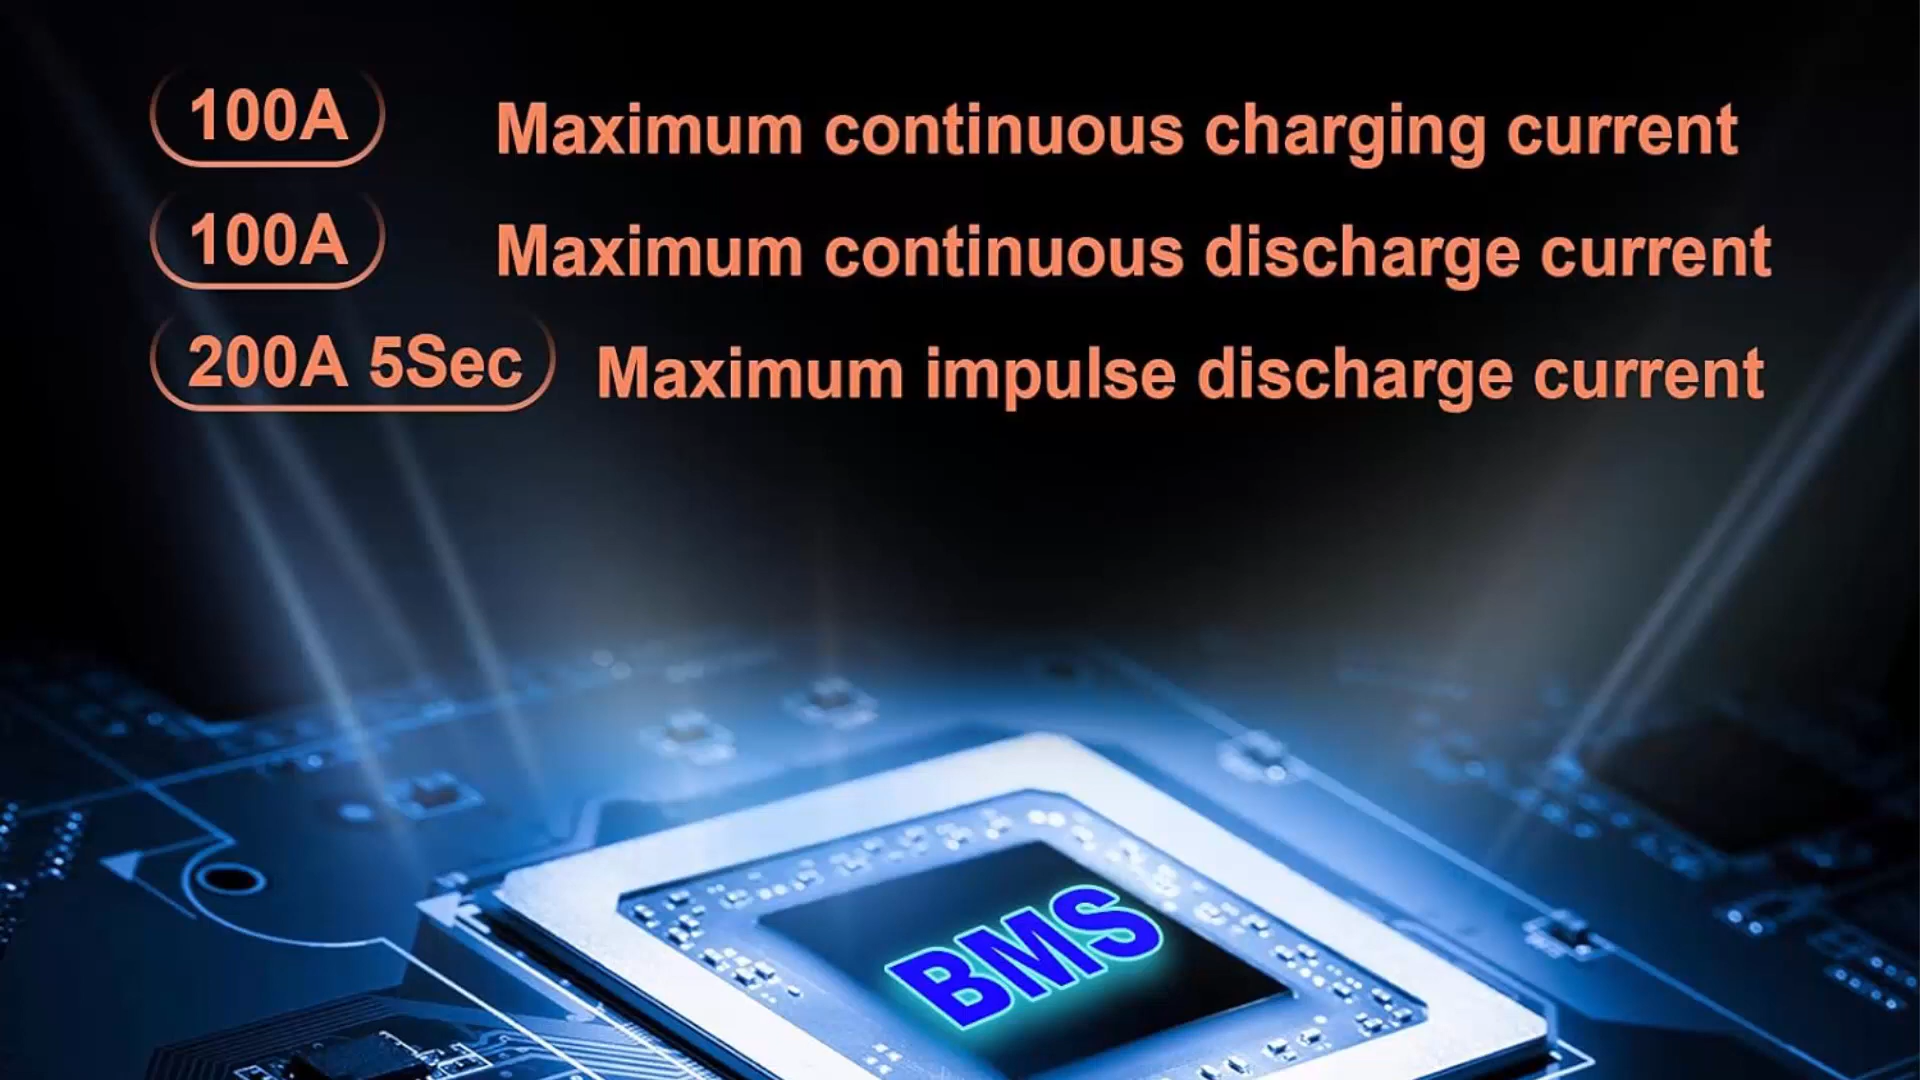 100A Maximum continuous charging current
100A Maximum continuous discharge current
200A 5Sec Maximum impulse discharge current
BMS